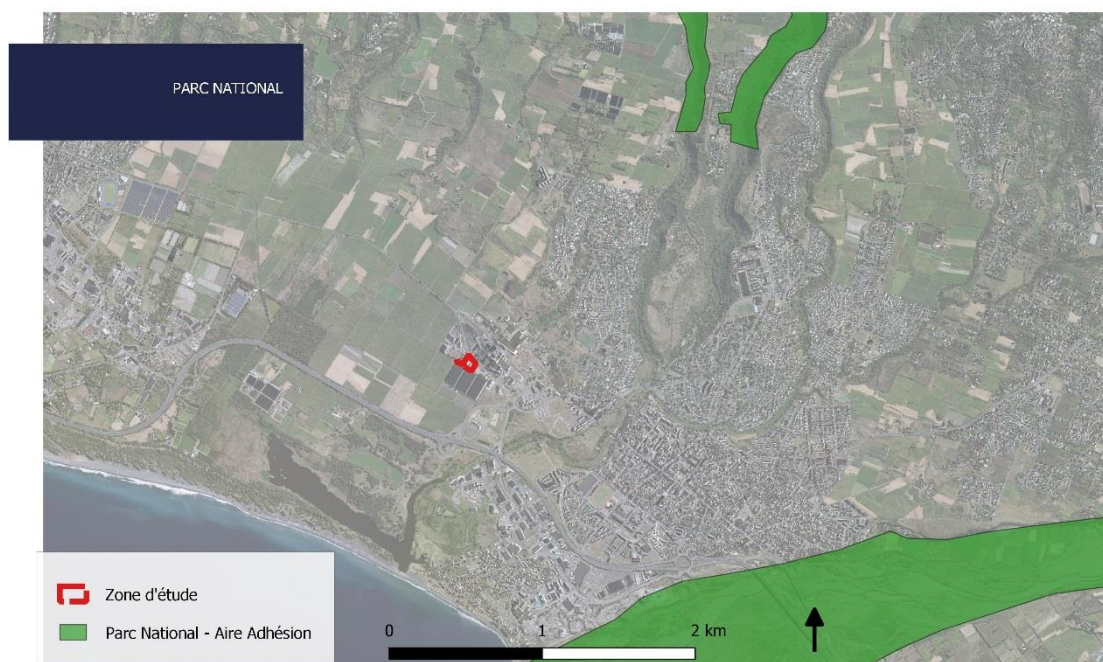 PARC NATIONAL
Zone d'étude
Parc National - Aire Adhésion
0 1 2 km